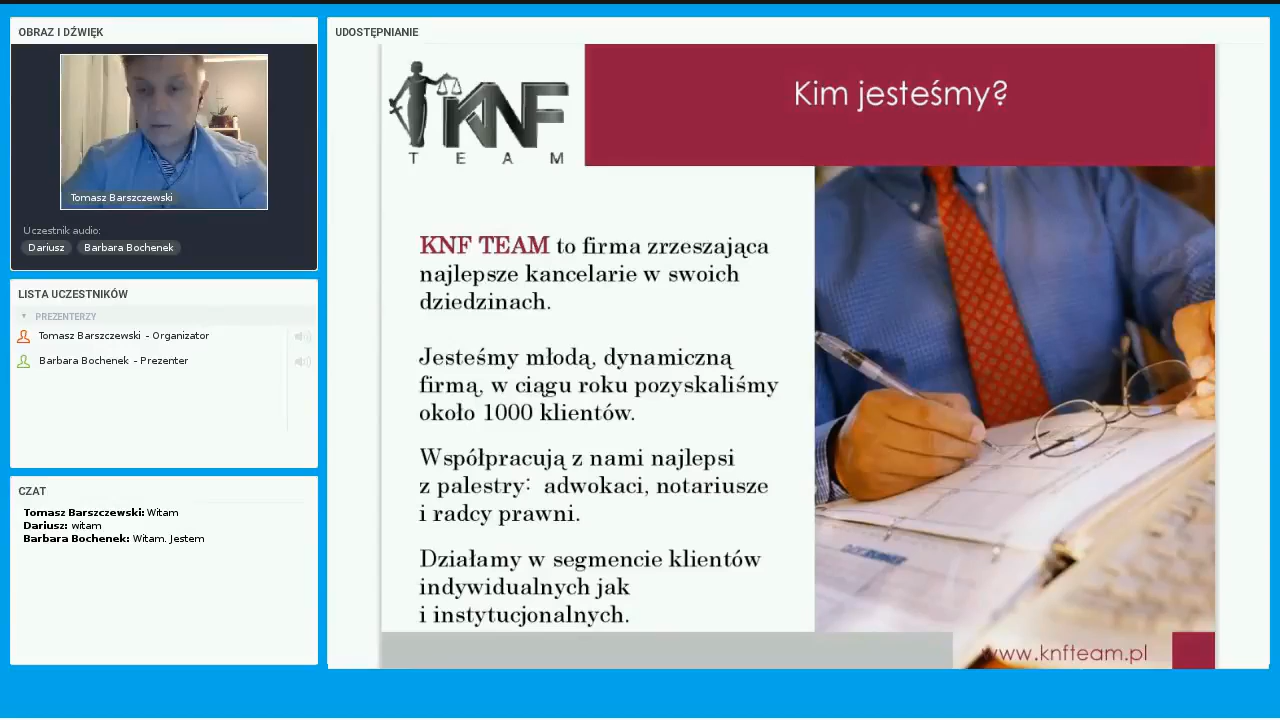 OBRAZ I DŹWIĘK
Tomasz Barszczewski
Uczestnik audio:
Dariusz
Barbara Bochenek
LISTA UCZESTNIKÓW
PREZENTERZY
Tomasz Barszczewski - Organizator
Barbara Bochenek - Prezenter
CZAT
Tomasz Barszczewski: Witam
Dariusz: witam
Barbara Bochenek: Witam. Jestem
UDOSTĘPNIANIE
KNF
TEAM
Kim jesteśmy?
KNF TEAM to firma zrzeszająca
najlepsze kancelarie w swoich
dziedzinach.
Jesteśmy młodą, dynamiczną
firmą, w ciągu roku pozyskaliśmy
około 1000 klientów.
Współpracują z nami najlepsi
z palestry: adwokaci, notariusze
i radcy prawni.
Działamy w segmencie klientów
indywidualnych jak
i instytucjonalnych.
www.knfteam.pl